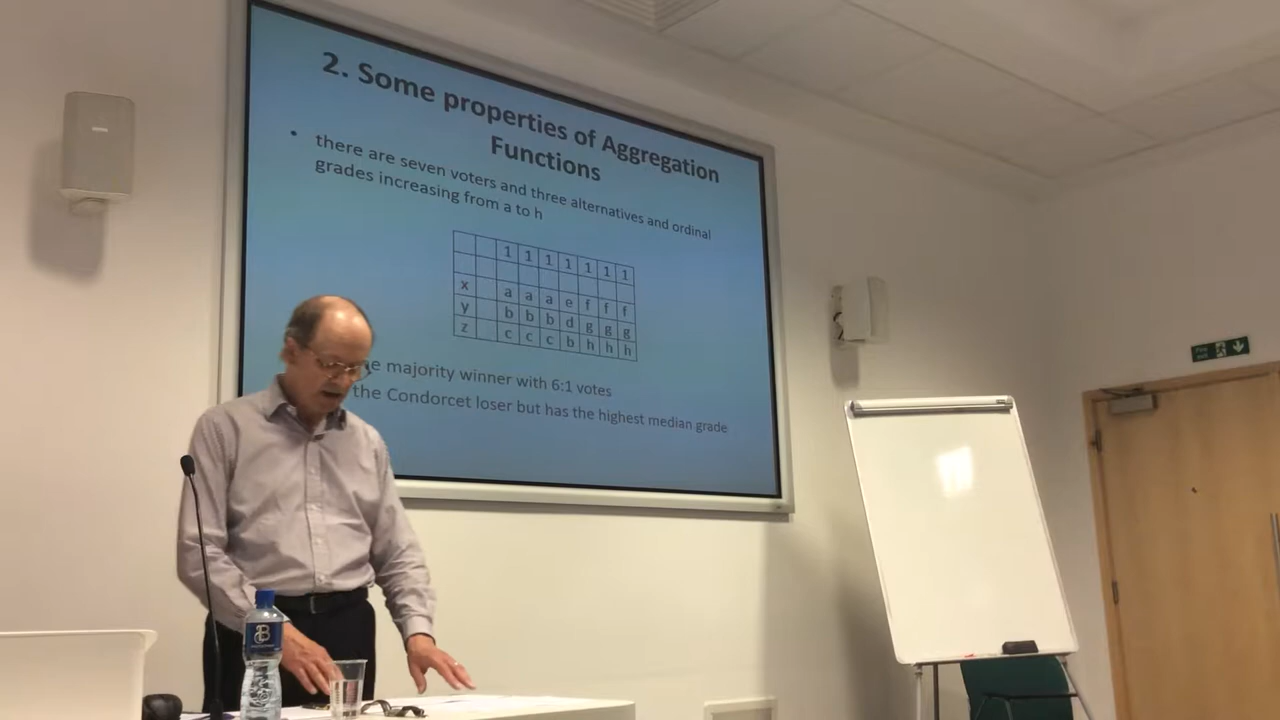 2. Some properties of Aggregation
Functions
• there are seven voters and three alternatives and ordinal
grades increasing from a to h
1 1 1 1 1 1 1
x a a a e f f f
y b b b d g g g
z c c c b h h h
majority winner with 6:1 votes
the Condorcet loser but has the highest median grade